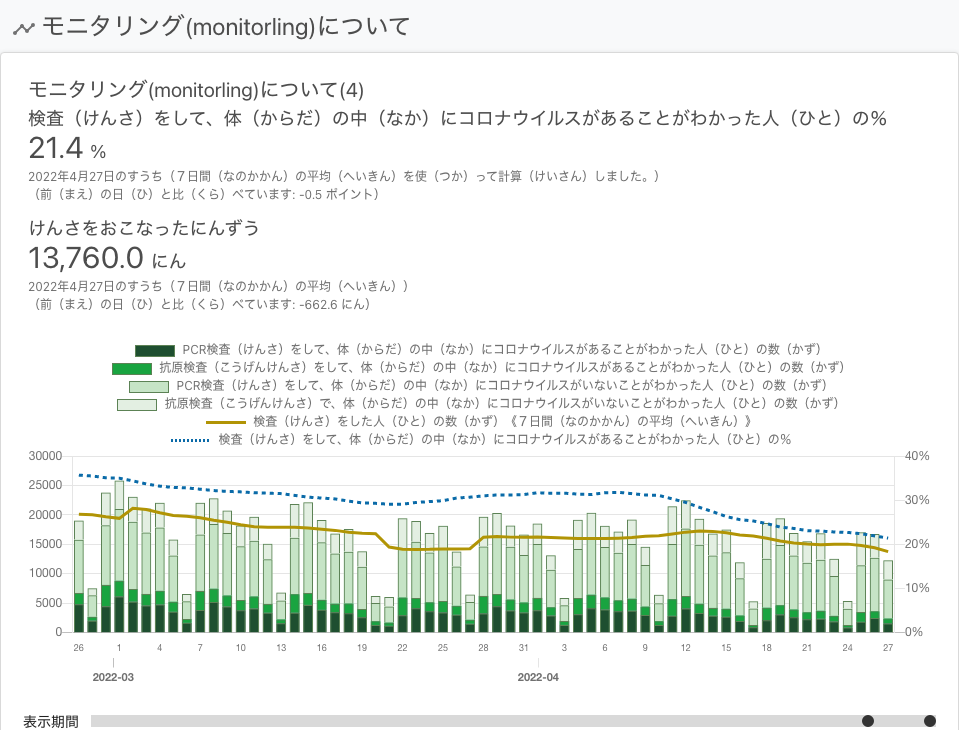 モニタリング(monitorling)について
モニタリング(monitorling)について(4)
検査（けんさ）をして、体（からだ）の中（なか）にコロナウイルスがあることがわかった人（ひと）の%
21.4 %
2022年4月27日のすうち（７日間（なのかかん）の平均（へいきん）を使（つか）って計算（けいさん）しました。）
（前（まえ）の日（ひ）と比（くら）べています: -0.5 ポイント）
けんさをおこなったにんずう
13,760.0 にん
2022年4月27日のすうち（７日間（なのかかん）の平均（へいきん））
（前（まえ）の日（ひ）と比（くら）べています: -662.6 にん）
PCR検査（けんさ）をして、体（からだ）の中（なか）にコロナウイルスがあることがわかった人（ひと）の数（かず）
抗原検査（こうげんけんさ）をして、体（からだ）の中（なか）にコロナウイルスがあることがわかった人（ひと）の数（かず）
PCR検査（けんさ）をして、体（からだ）の中（なか）にコロナウイルスがいないことがわかった人（ひと）の数（かず）
抗原検査（こうげんけんさ）で、体（からだ）の中（なか）にコロナウイルスがいないことがわかった人（ひと）の数（かず）
検査（けんさ）をした人（ひと）の数（かず）《７日間（なのかかん）の平均（へいきん）》
検査（けんさ）をして、体（からだ）の中（なか）にコロナウイルスがあることがわかった人（ひと）の%
30000 40%
25000
20000 30%
15000 20%
10000
5000 10%
0 0%
26 1 4 7 10 13 16 19 22 25 28 31 3 6 9 12 15 18 21 24 27
2022-03 2022-04
表示期間